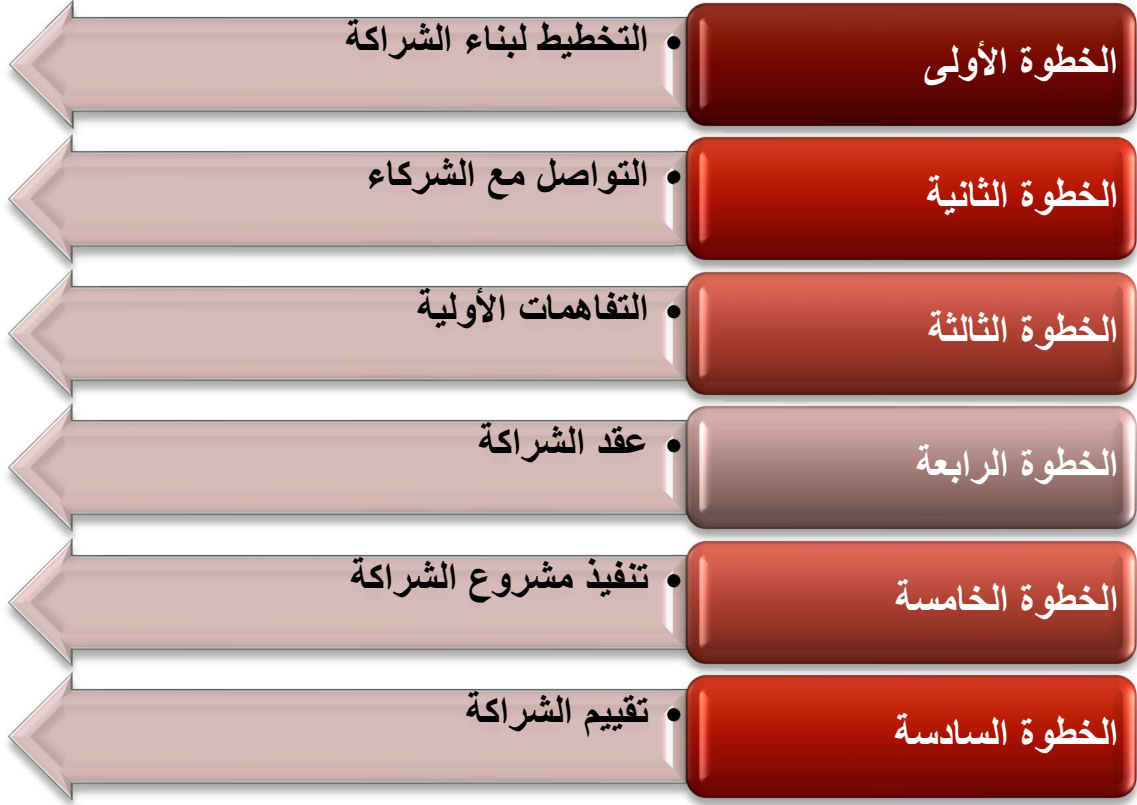 الخطوة الأولى
• التخطيط لبناء الشراكة
الخطوة الثانية
• التواصل مع الشركاء
الخطوة الثالثة
• التفاهمات الأولية
الخطوة الرابعة
• عقد الشراكة
الخطوة الخامسة
• تنفيذ مشروع الشراكة
الخطوة السادسة
• تقييم الشراكة